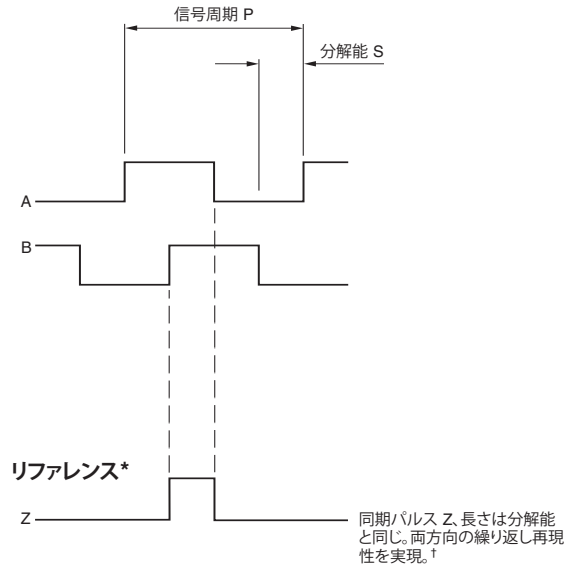 信号周期 P
分解能 S
A
B
リファレンス*
Z
同期パルス Z、長さは分解能
と同じ。両方向の繰り返し再現
性を実現。†